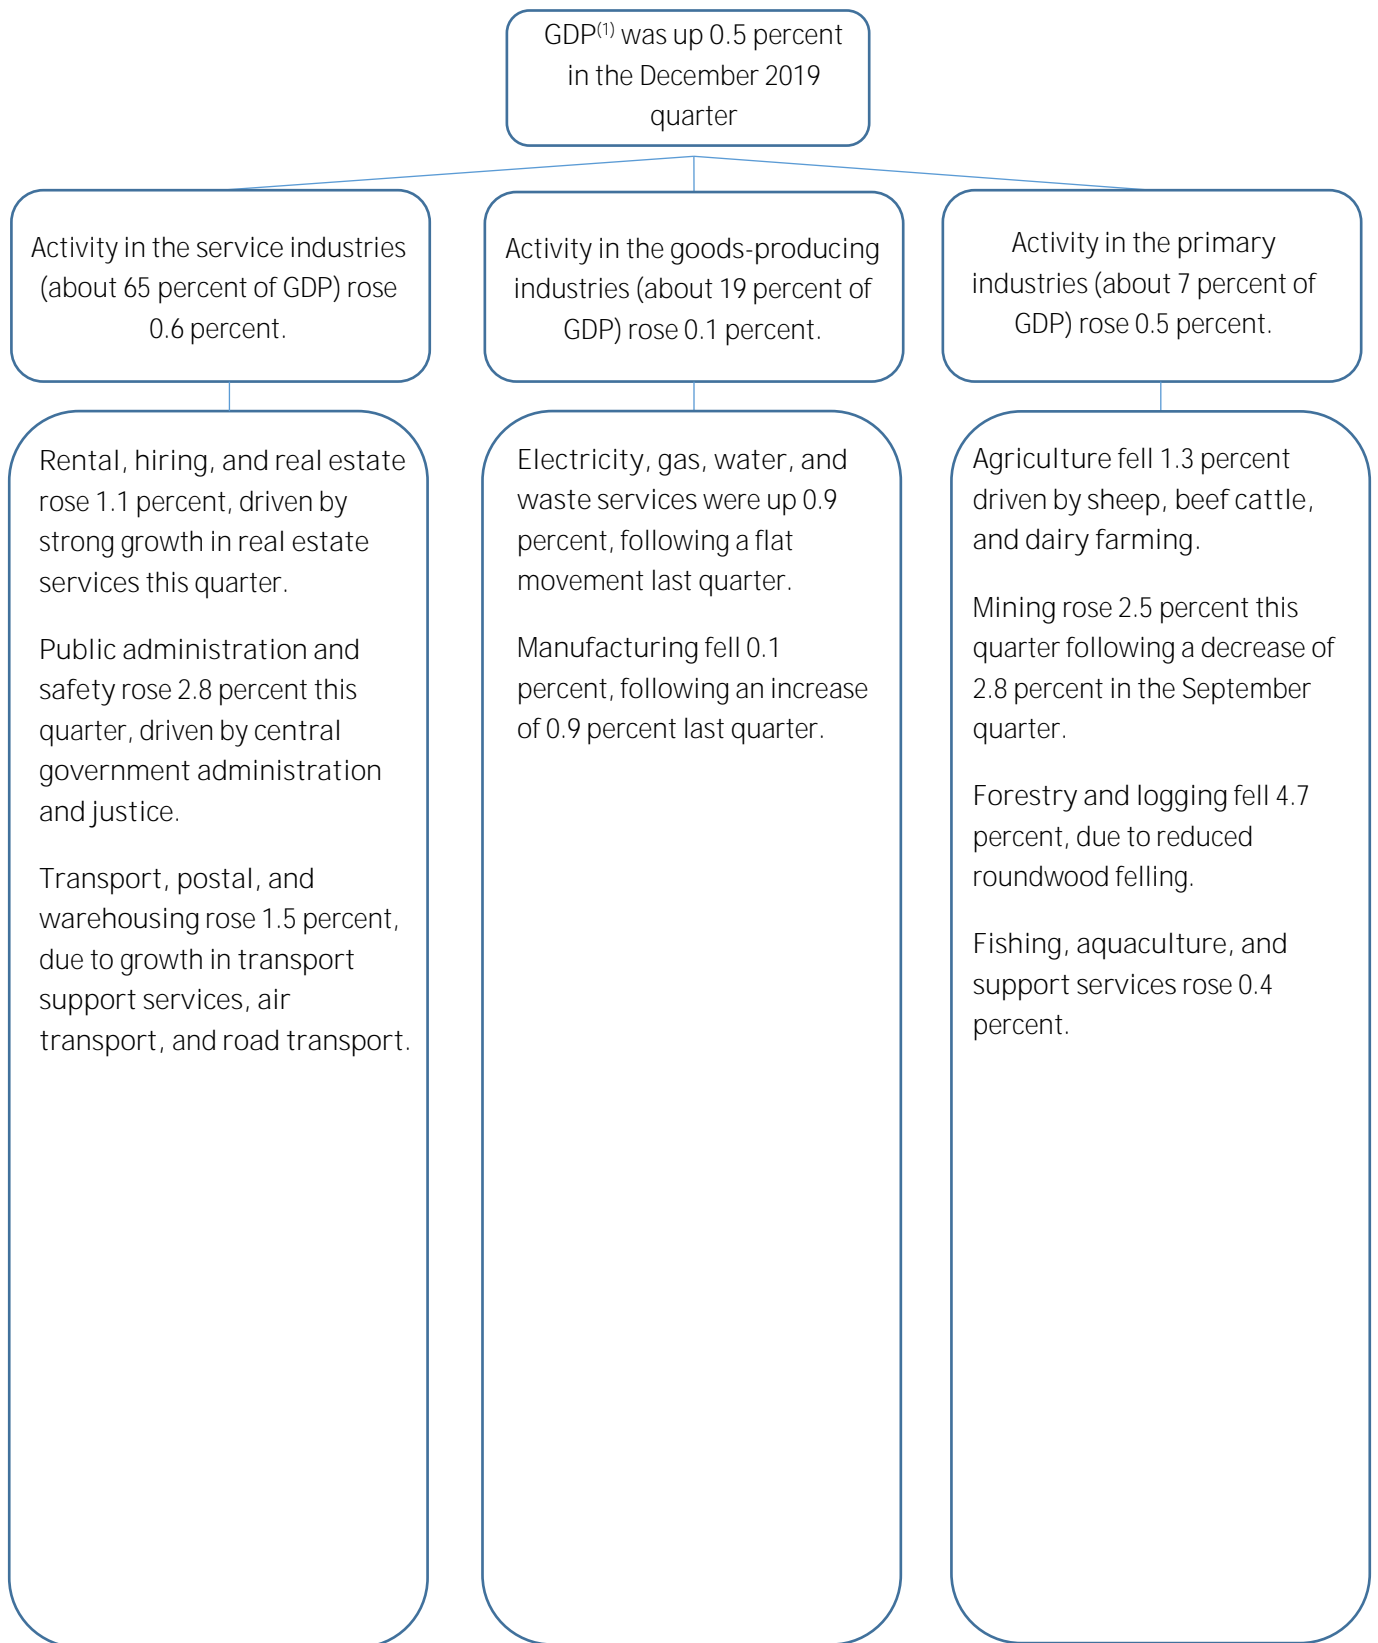 GDP(1) was up 0.5 percent
in the December 2019
quarter
Activity in the service industries
(about 65 percent of GDP) rose
0.6 percent.
Activity in the goods-producing
industries (about 19 percent of
GDP) rose 0.1 percent.
Activity in the primary
industries (about 7 percent of
GDP) rose 0.5 percent.
Rental, hiring, and real estate
rose 1.1 percent, driven by
strong growth in real estate
services this quarter.
Public administration and
safety rose 2.8 percent this
quarter, driven by central
government administration
and justice.
Transport, postal, and
warehousing rose 1.5 percent,
due to growth in transport
support services, air
transport, and road transport.
Electricity, gas, water, and
waste services were up 0.9
percent, following a flat
movement last quarter.
Manufacturing fell 0.1
percent, following an increase
of 0.9 percent last quarter.
Agriculture fell 1.3 percent
driven by sheep, beef cattle,
and dairy farming.
Mining rose 2.5 percent this
quarter following a decrease of
2.8 percent in the September
quarter.
Forestry and logging fell 4.7
percent, due to reduced
roundwood felling.
Fishing, aquaculture, and
support services rose 0.4
percent.